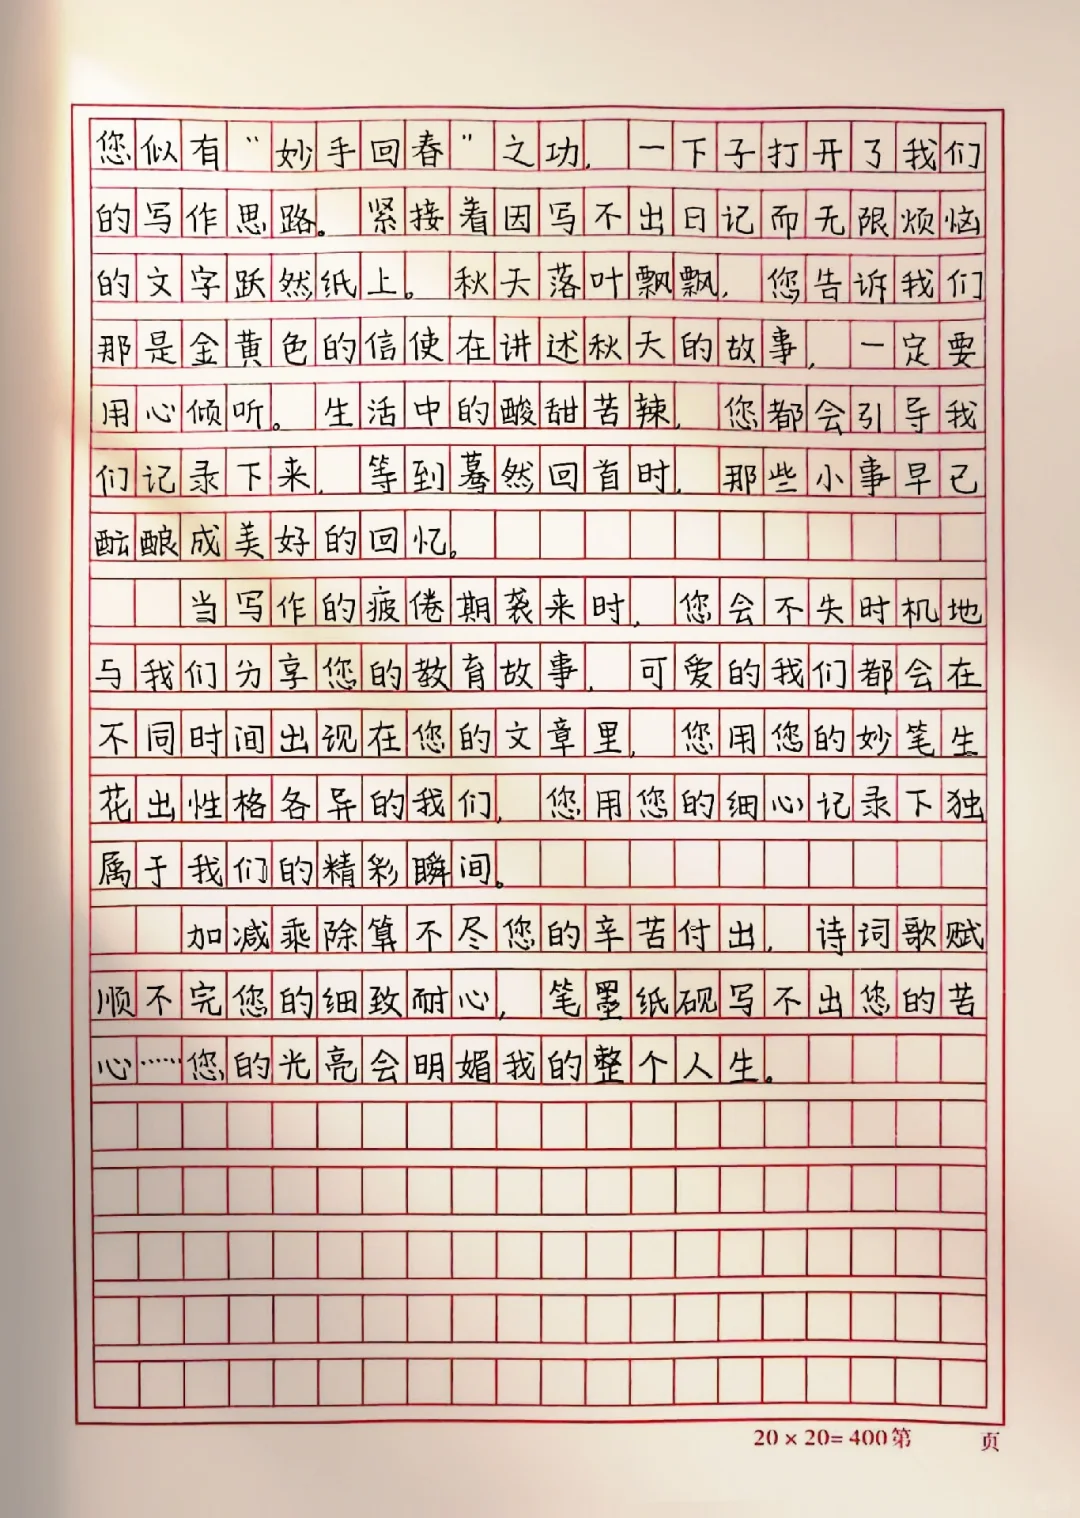 您似有“妙手回春”之功，一下子打开了我们
的写作思路。紧接着因写不出日记而无限烦恼
的文字跃然纸上。秋天落叶飘飘，您告诉我们
那是金黄色的信使在讲述秋天的故事，一定要
用心倾听。生活中的酸甜苦辣，您都会引导我
们记录下来，等到蓦然回首时，那些小事早已
酝酿成美好的回忆。
当写作的疲倦期袭来时，您会不失时机地
与我们分享您的教育故事，可爱的我们都会在
不同时间出现在您的文章里，您用您的妙笔生
花出性格各异的我们，您用您的细心记录下独
属于我们的精彩瞬间。
加减乘除算不尽您的辛苦付出，诗词歌赋
顺不完您的细致耐心，笔墨纸砚写不出您的苦
心……您的光亮会明媚我的整个人生。
20×20=400第 页